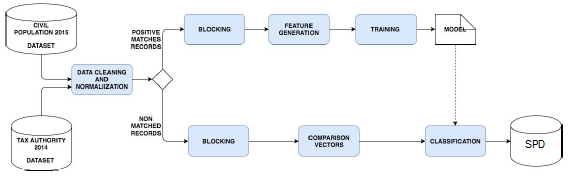 CIVIL
POPULATION 2015
DATASET
TAX AUTHORITY
2014
DATASET
DATA CLEANING
AND
NORMALIZATION
POSITIVE
MATCHES
RECORDS
BLOCKING
FEATURE
GENERATION
TRAINING
MODEL
NON
MATCHED
RECORDS
BLOCKING
COMPARISON
VECTORS
CLASSIFICATION
SPD